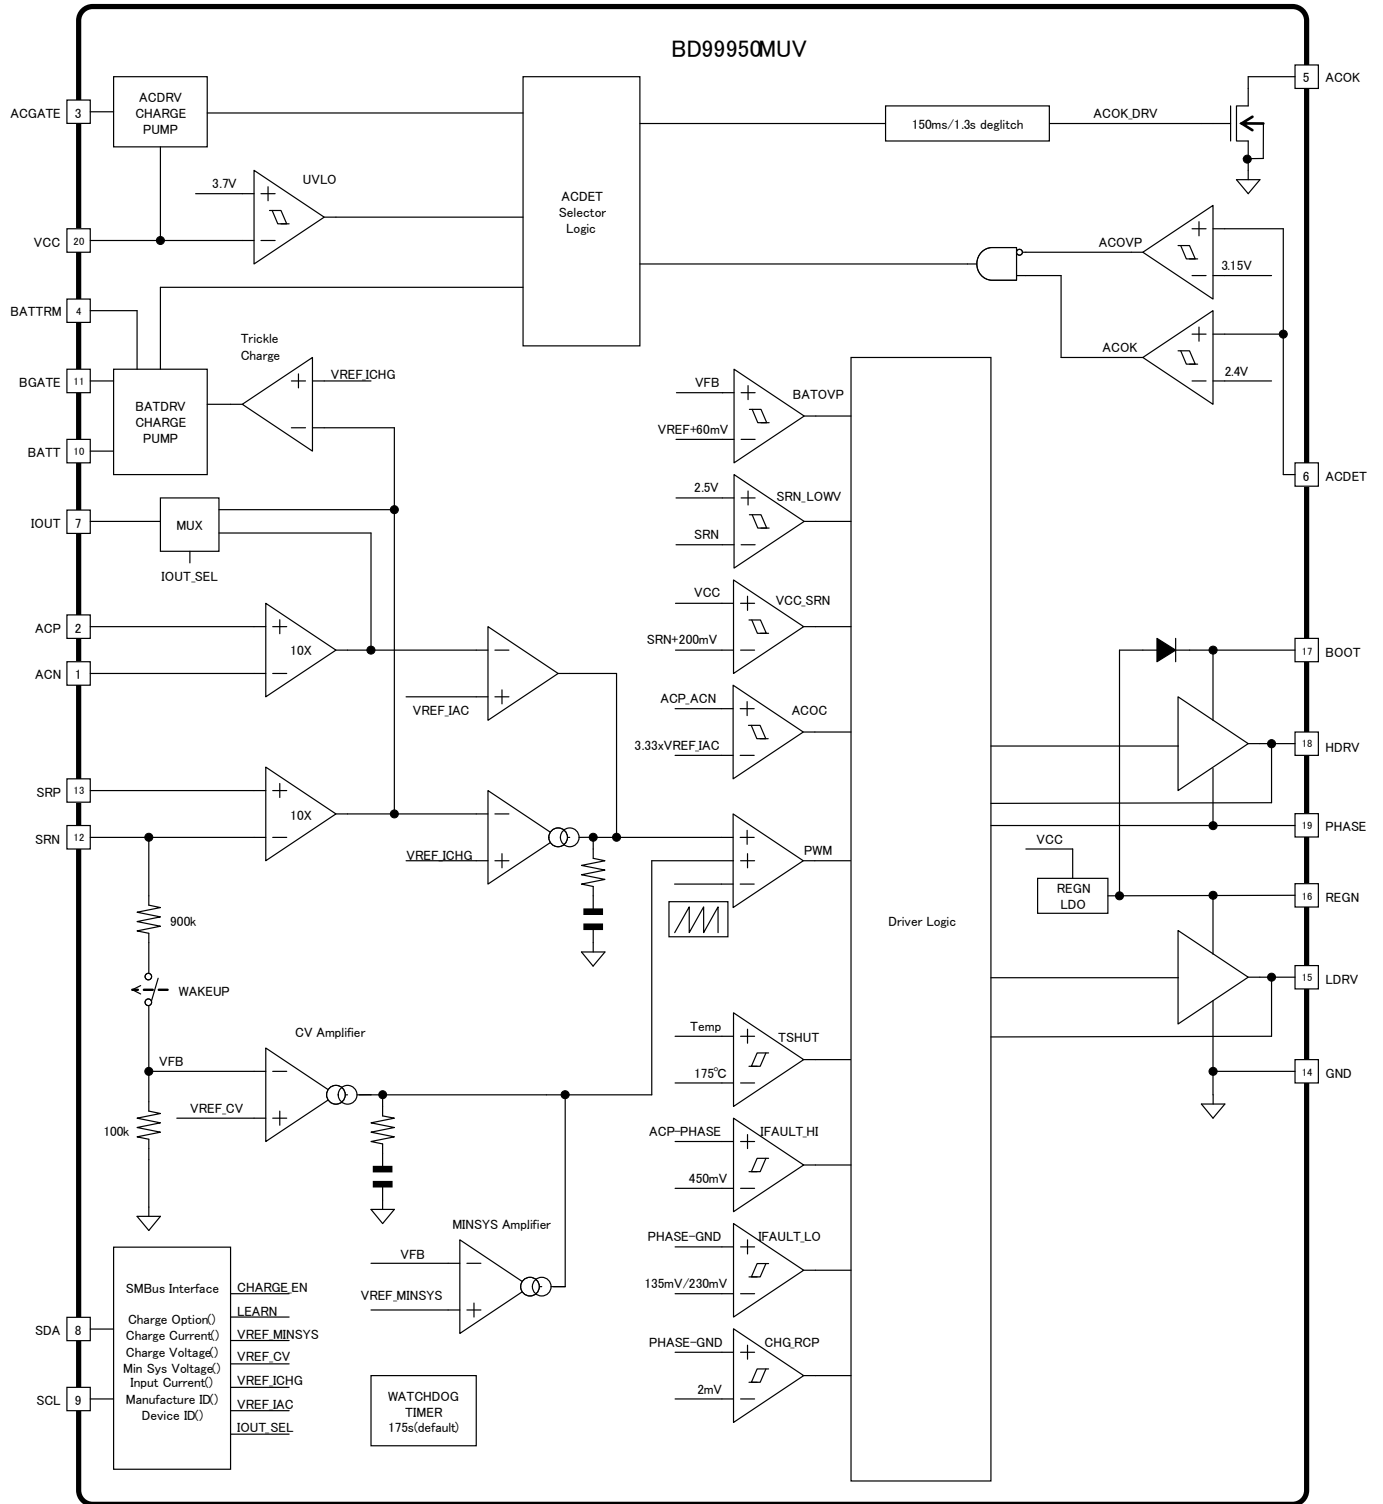 BD99950MUV
ACGATE 3
ACDRV
CHARGE
PUMP
150ms/1.3s deglitch
ACOK_DRV
5 ACOK
3.7V
UVLO
+
−
VCC 20
ACDET
Selector
Logic
ACOVP
+
−
3.15V
ACOK
+
−
2.4V
6 ACDET
BATTRM 4
BGATE 11
BATT 10
BATDRV
CHARGE
PUMP
Trickle
Charge
+
−
VREF_ICHG
IOUT 7
MUX
IOUT_SEL
ACP 2
ACN 1
+
−
10X
−
+
VREF_IAC
SRP 13
SRN 12
+
−
10X
−
+
VREF_ICHG
900k
WAKEUP
VFB
100k
CV Amplifier
−
+
VREF_CV
MINSYS Amplifier
VFB
−
VREF_MINSYS
+
VFB
+
BATOVP
VREF+60mV
−
2.5V
+
SRN_LOWV
SRN
−
VCC
+
VCC_SRN
SRN+200mV
−
ACP_ACN
+
ACOC
3.33xVREF_IAC
−
+
+
−
PWM
Temp
+
TSHUT
175℃
−
ACP-PHASE
+
IFAULT_HI
450mV
−
PHASE-GND
+
IFAULT_LO
135mV/230mV
−
PHASE-GND
+
CHG_RCP
2mV
−
Driver Logic
17 BOOT
18 HDRV
19 PHASE
VCC
REGN
LDO
16 REGN
15 LDRV
14 GND
SDA 8
SCL 9
SMBus Interface
Charge Option()
Charge Current()
Charge Voltage()
Min Sys Voltage()
Input Current()
Manufacture ID()
Device ID()
CHARGE_EN
LEARN
VREF_MINSYS
VREF_CV
VREF_ICHG
VREF_IAC
IOUT_SEL
WATCHDOG
TIMER
175s(default)